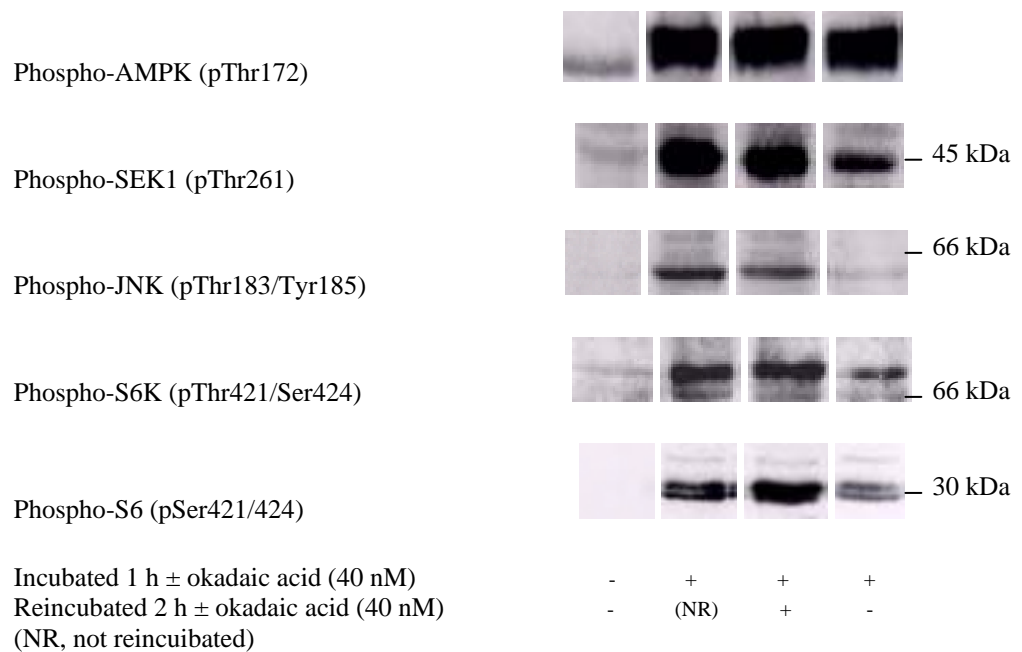 Phospho-AMPK (pThr172)
Phospho-SEK1 (pThr261)
45 kDa
Phospho-JNK (pThr183/Tyr185)
66 kDa
Phospho-S6K (pThr421/Ser424)
66 kDa
Phospho-S6 (pSer421/424)
30 kDa
Incubated 1 h ± okadaic acid (40 nM) - + + +
Reincubated 2 h ± okadaic acid (40 nM) - (NR) + -
(NR, not reincuibated)